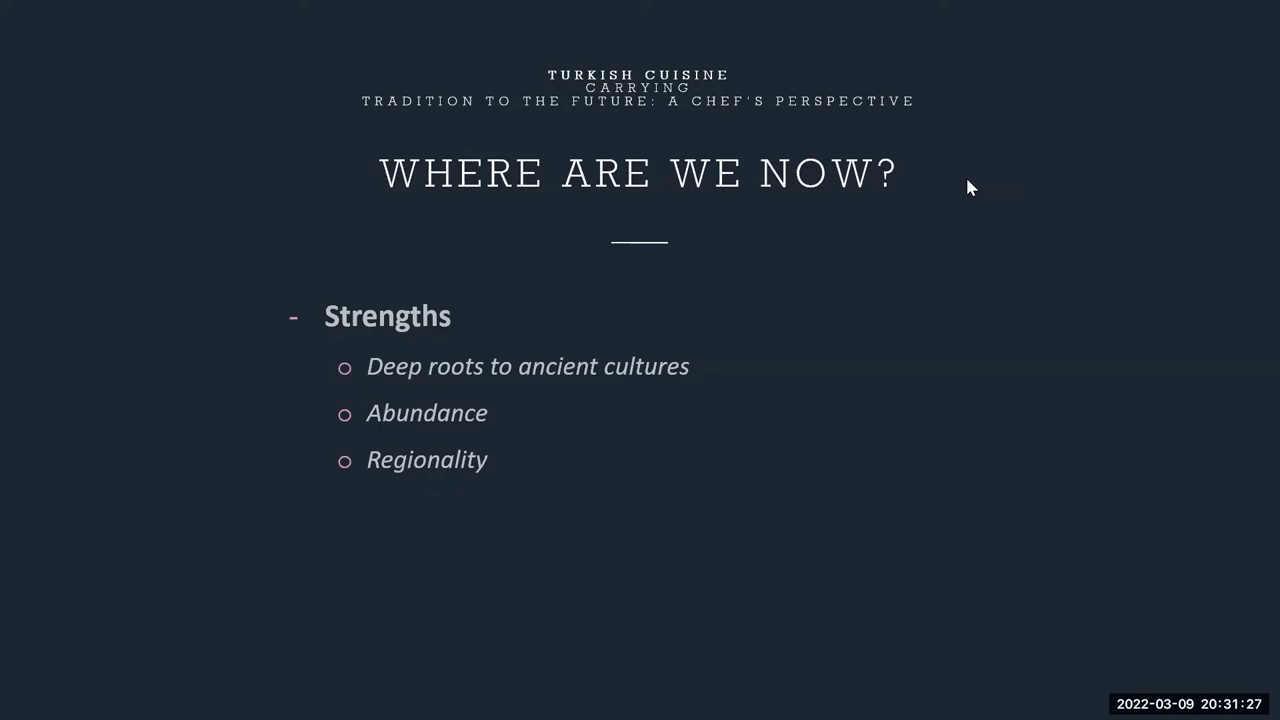 TURKISH CUISINE
CARRYING
TRADITION TO THE FUTURE: A CHEF'S PERSPECTIVE
WHERE ARE WE NOW?
- Strengths
o Deep roots to ancient cultures
o Abundance
o Regionality
2022-03-09 20:31:27